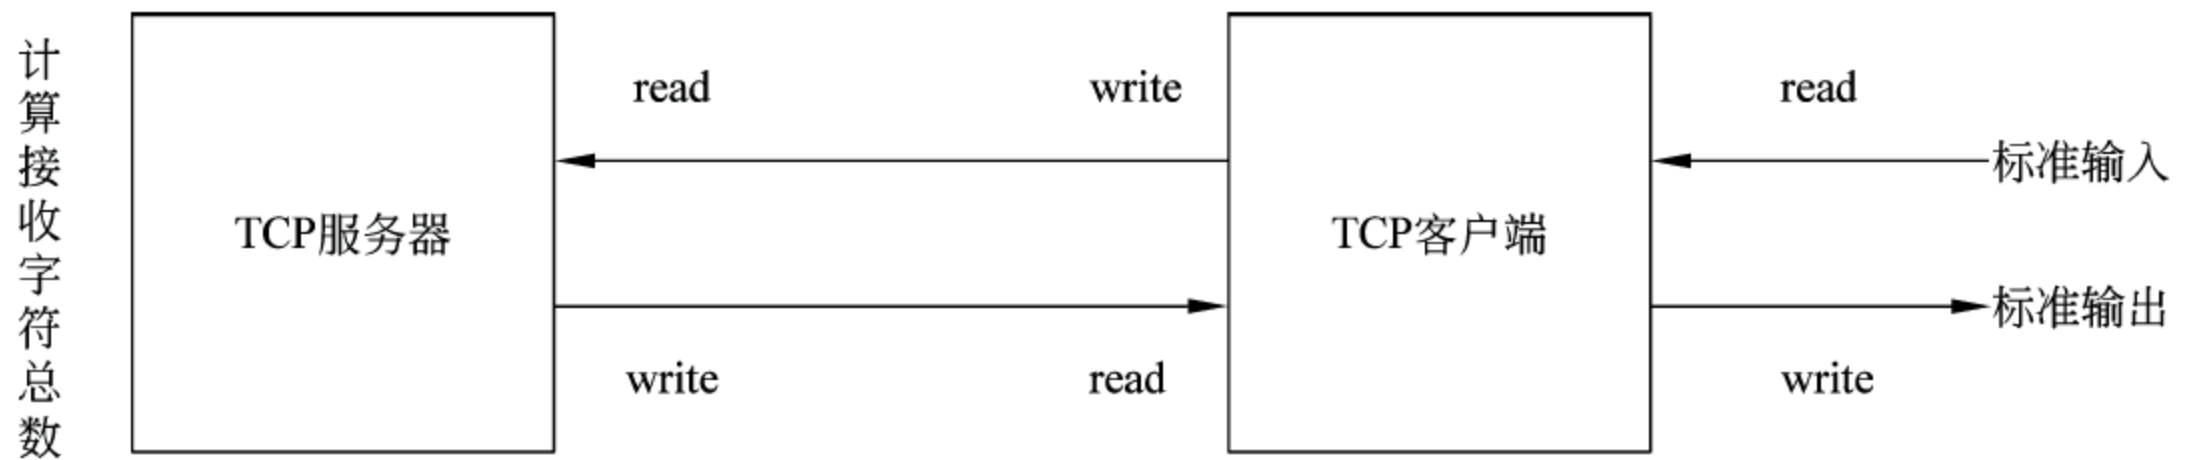 计算接收字符总数
read
write
read
标准输入
TCP服务器
TCP客户端
标准输出
write
read
write